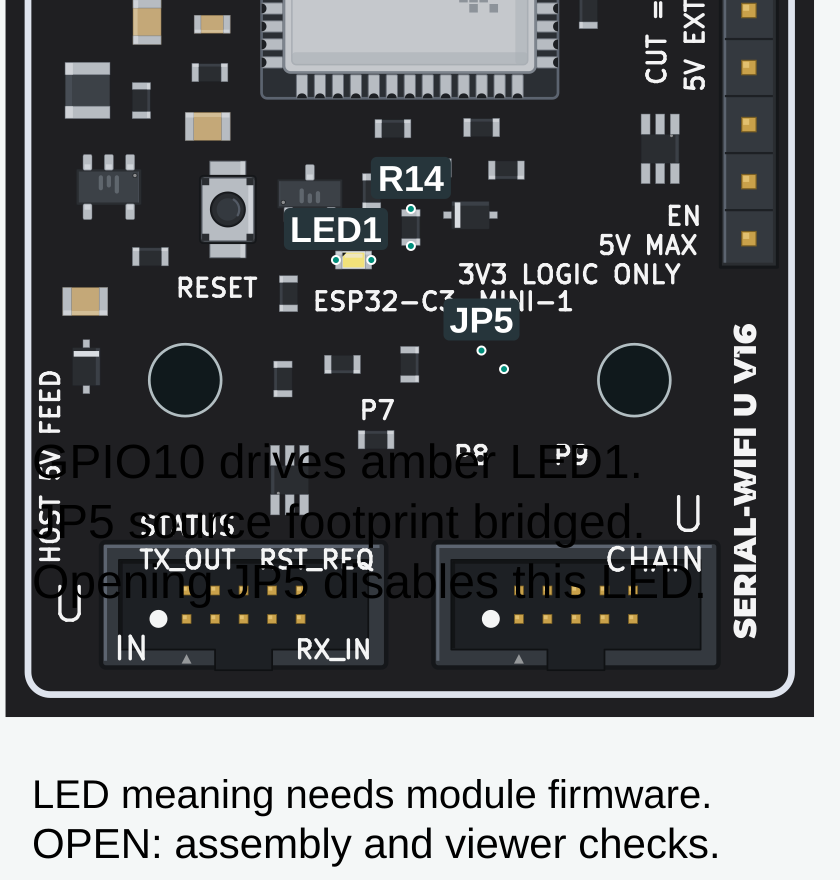 CUT =
5V EXT
R14
LED1
EN
5V MAX
3V3 LOGIC ONLY
RESET
ESP32-C3 MINI-1
JP5
SERIAL-WIFI U V16
HOST 5V FEED
P7
P8 P9
GPIO10 drives amber LED1.
JP5 source footprint bridged.
Opening JP5 disables this LED.
U
STATUS
TX_OUT RST_REQ
CHAIN
U
IN
RX_IN
LED meaning needs module firmware.
OPEN: assembly and viewer checks.